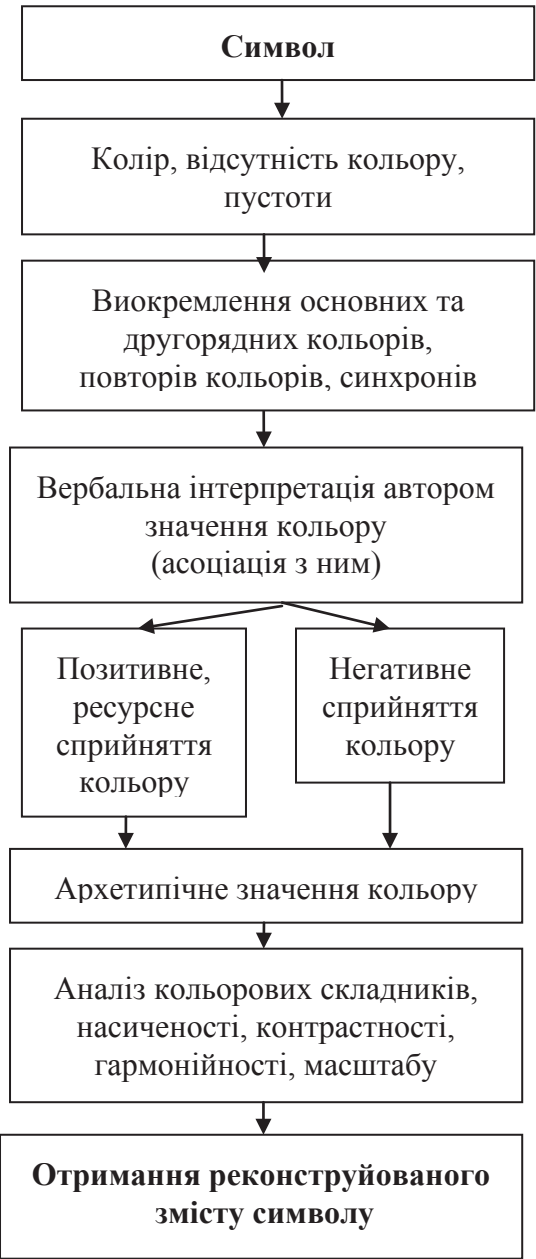 Символ
Колір, відсутність кольору,
пустоти
Виокремлення основних та
другорядних кольорів,
повторів кольорів, синхронів
Вербальна інтерпретація автором
значення кольору
(асоціація з ним)
Позитивне,
ресурсне
сприйняття
кольору
Негативне
сприйняття
кольору
Архетипічне значення кольору
Аналіз кольорових складників,
насиченості, контрастності,
гармонійності, масштабу
Отримання реконструйованого
змісту символу